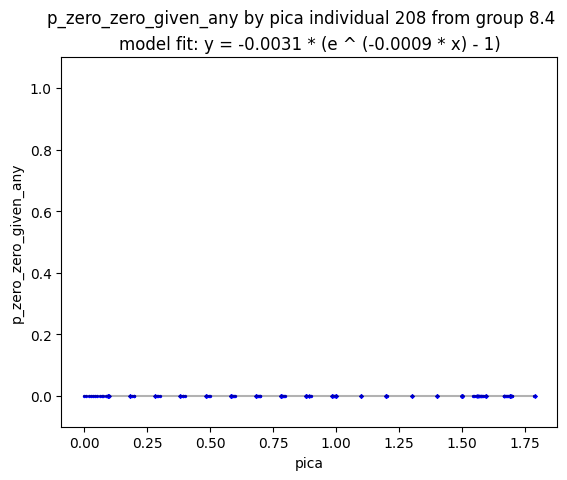 p_zero_zero_given_any by pica individual 208 from group 8.4
model fit: y = -0.0031 * (e ^ (-0.0009 * x) - 1)
1.0
0.8
0.6
0.4
0.2
0.0
p_zero_zero_given_any
0.00 0.25 0.50 0.75 1.00 1.25 1.50 1.75
pica